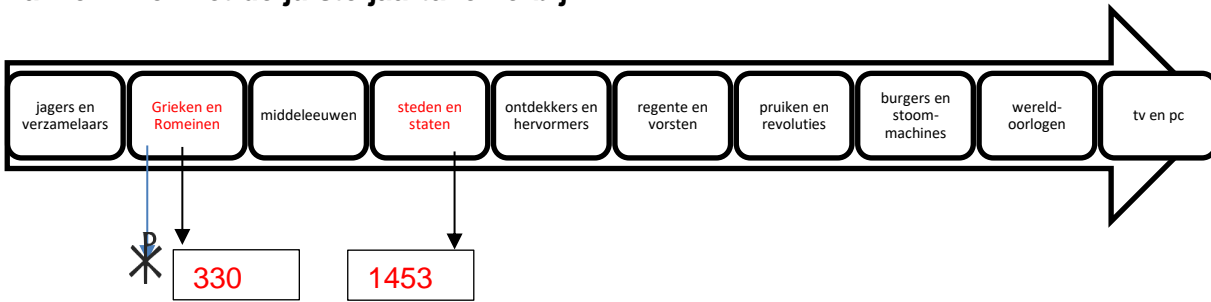 jagers en
verzamelaars
Grieken en
Romeinen
middeleeuwen
steden en
staten
ontdekkers en
hervormers
regente en
vorsten
pruiken en
revoluties
burgers en
stoom-
machines
wereld-
oorlogen
tv en pc
330
1453